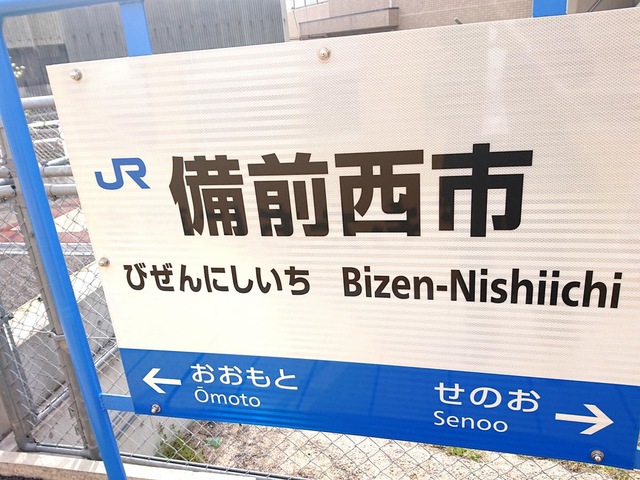 JR 備前西市
びぜんにしいち Bizen-Nishiichi
← おおもと せのお →
Ōmoto Senoo